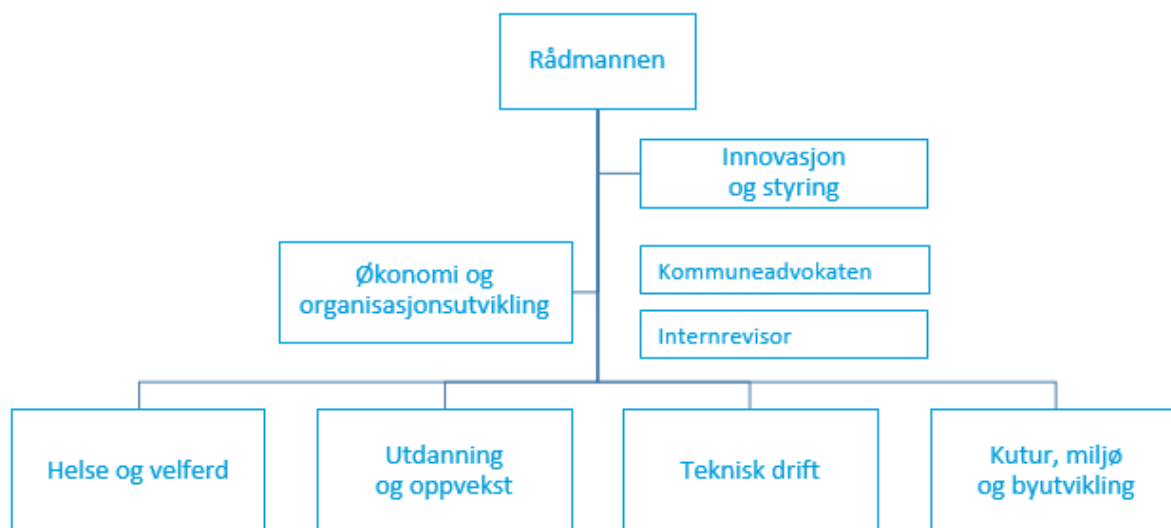 Rådmannen
Innovasjon
og styring
Økonomi og
organisasjonsutvikling
Kommuneadvokaten
Internrevisor
Helse og velferd
Utdanning
og oppvekst
Teknisk drift
Kutur, miljø
og byutvikling